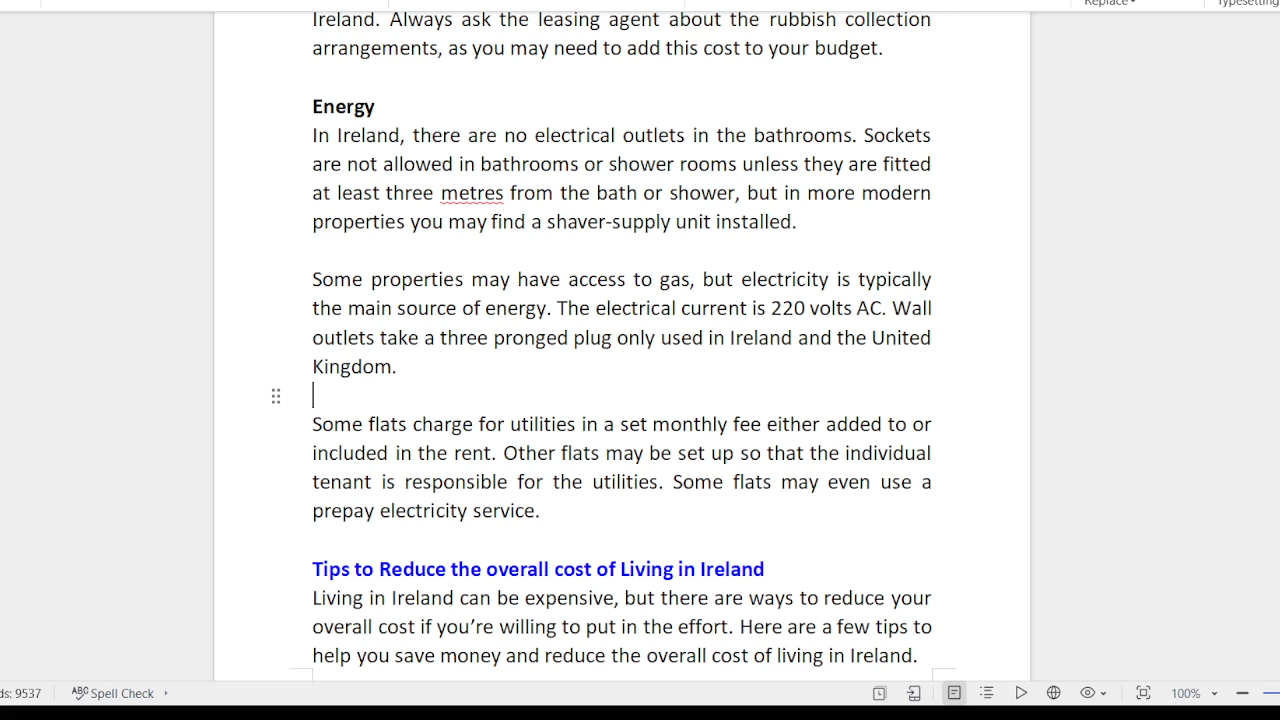 Replace
Typesetting
Ireland. Always ask the leasing agent about the rubbish collection
arrangements, as you may need to add this cost to your budget.
Energy
In Ireland, there are no electrical outlets in the bathrooms. Sockets
are not allowed in bathrooms or shower rooms unless they are fitted
at least three metres from the bath or shower, but in more modern
properties you may find a shaver-supply unit installed.
Some properties may have access to gas, but electricity is typically
the main source of energy. The electrical current is 220 volts AC. Wall
outlets take a three pronged plug only used in Ireland and the United
Kingdom.
Some flats charge for utilities in a set monthly fee either added to or
included in the rent. Other flats may be set up so that the individual
tenant is responsible for the utilities. Some flats may even use a
prepay electricity service.
Tips to Reduce the overall cost of Living in Ireland
Living in Ireland can be expensive, but there are ways to reduce your
overall cost if you’re willing to put in the effort. Here are a few tips to
help you save money and reduce the overall cost of living in Ireland.
ds: 9537 ABC Spell Check 100%